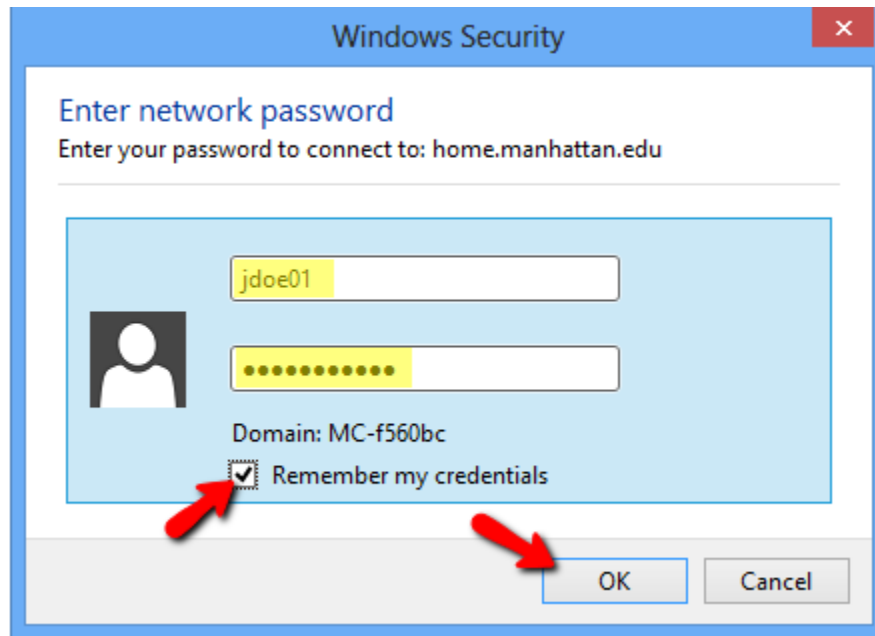 Windows Security
Enter network password
Enter your password to connect to: home.manhattan.edu
jdoe01
●●●●●●●●●●●
Domain: MC-f560bc
Remember my credentials
OK
Cancel